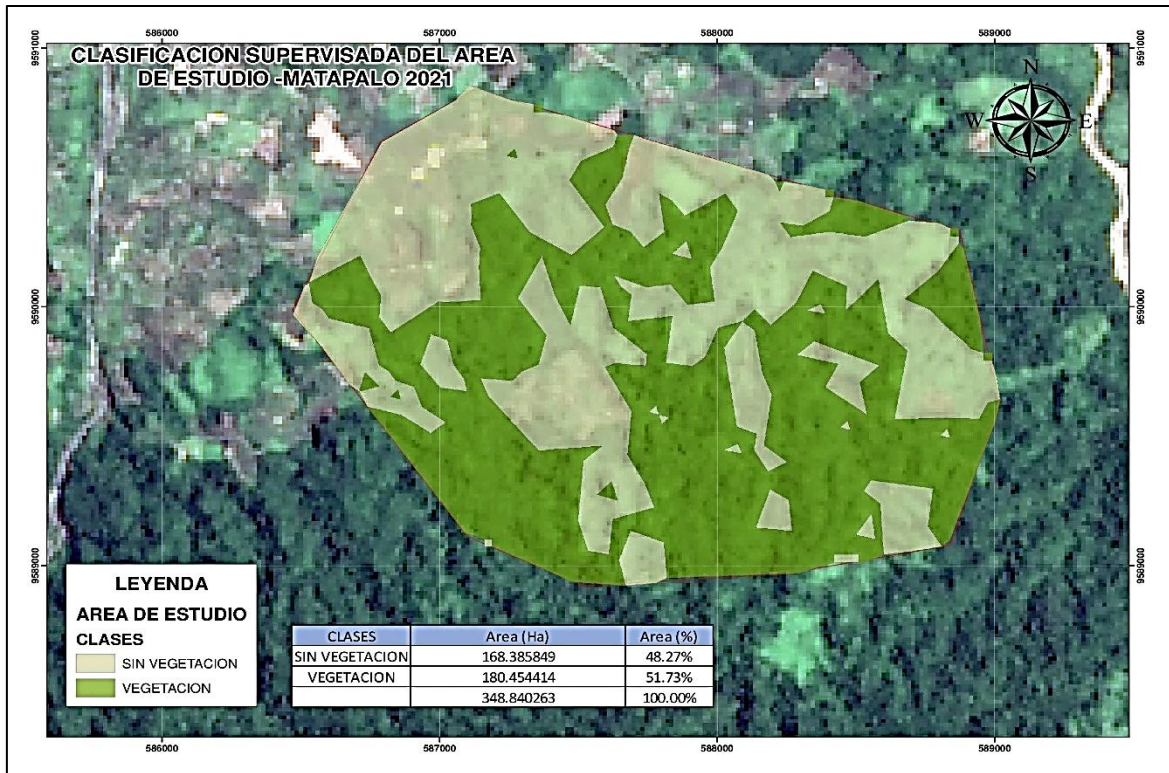 586000 587000 588000 589000
CLASIFICACION SUPERVISADA DEL AREA
DE ESTUDIO -MATAPALO 2021
N
W E
S
9591000 9591000
9590000 9590000
9589000 9589000
LEYENDA
AREA DE ESTUDIO
CLASES
SIN VEGETACION
VEGETACION
CLASES Area (Ha) Area (%)
SIN VEGETACION 168.385849 48.27%
VEGETACION 180.454414 51.73%
348.840263 100.00%
586000 587000 588000 589000